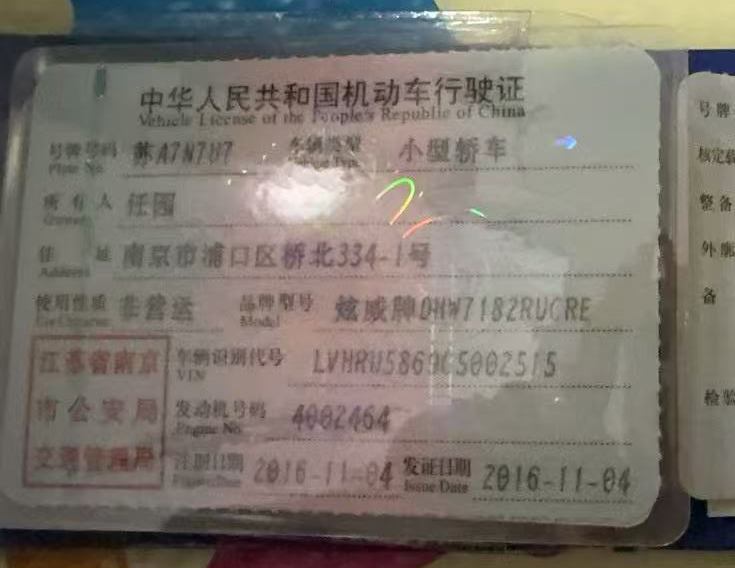 中华人民共和国机动车行驶证
Vehicle License of the People's Republic of China
号牌号码 苏A7N7U7 车辆类型 小型轿车
Plate No.
所有人 任园
Owner
住址 南京市浦口区桥北334-1号
Address
使用性质 非营运 品牌型号 炫威牌DHW7182RUCRE
Use Character Model
江苏省南京
市公安局
交通管理局
车辆识别代号
VIN
发动机号码 4002464
Engine No.
注册日期 2016-11-04 发证日期 2016-11-04
Issue Date
号牌
核定载
整备
外廓
备
检验